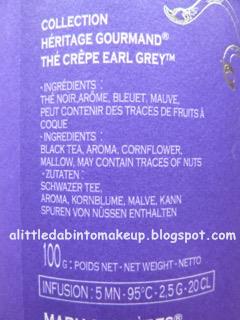 COLLECTION
HÉRITAGE GOURMAND®
THÉ CRÊPE EARL GREY™
• INGRÉDIENTS :
THÉ NOIR,ARÔME, BLEUET, MAUVE,
PEUT CONTENIR DES TRACES DE FRUITS À
COQUE
• INGREDIENTS :
BLACK TEA, AROMA, CORNFLOWER,
MALLOW, MAY CONTAIN TRACES OF NUTS
• ZUTATEN :
SCHWAZER TEE,
AROMA, KORNBLUME, MALVE, KANN
SPUREN VON NÜSSEN ENTHALTEN
alittledabintomakeup.blogspot.com
100 G : POIDS NET - NET WEIGHT - NETTO
INFUSION : 5 MN - 95°C - 2,5 G - 20 CL